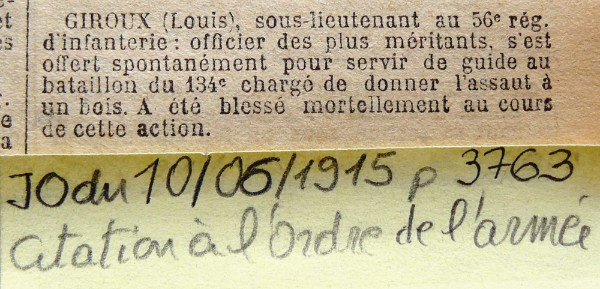 GIROUX (Louis), sous-lieutenant au 56e rég.
d'infanterie : officier des plus méritants, s'est
offert spontanément pour servir de guide au
bataillon du 134e chargé de donner l'assaut à
un bois. A été blessé mortellement au cours
de cette action.
JO du 10/06/1915 p 3763
Citation à l'Ordre de l'armée